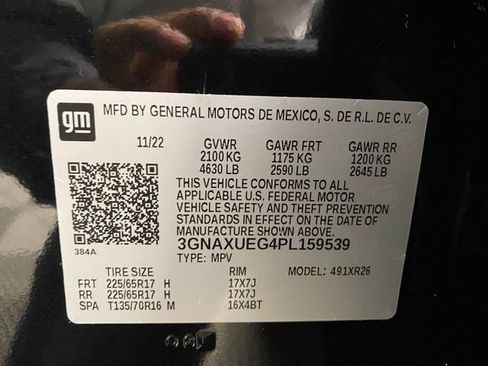 gm
MFD BY GENERAL MOTORS DE MEXICO, S. DE R.L. DE C.V.
11/22 GVWR GAWR FRT GAWR RR
2100 KG 1175 KG 1200 KG
4630 LB 2590 LB 2645 LB
THIS VEHICLE CONFORMS TO ALL
APPLICABLE U.S. FEDERAL MOTOR
VEHICLE SAFETY AND THEFT PREVENTION
STANDARDS IN EFFECT ON THE DATE OF
MANUFACTURE SHOWN ABOVE.
384A 3GNAXUEG4PL159539
TYPE: MPV
TIRE SIZE RIM MODEL: 491XR26
FRT 225/65R17 H 17X7J
RR 225/65R17 H 17X7J
SPA T135/70R16 M 16X4BT